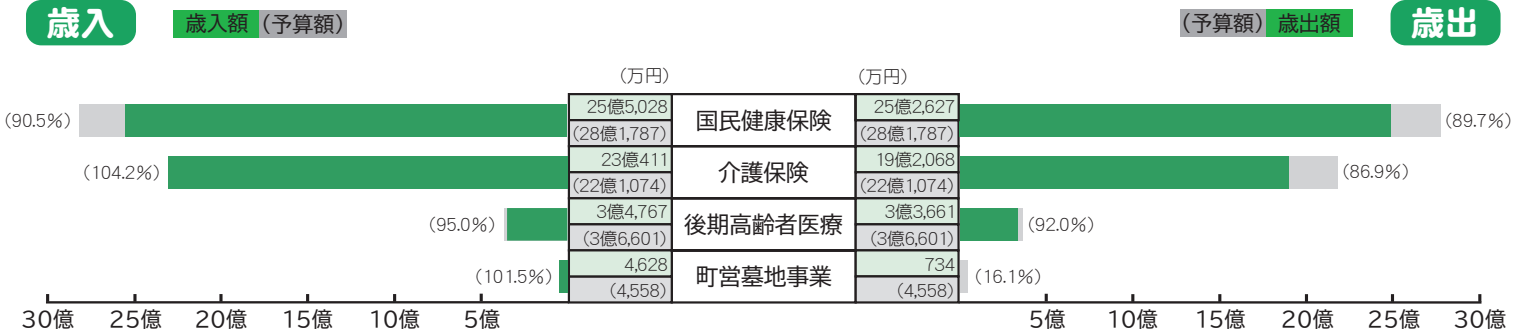 歳入
歳入額 (予算額)
(予算額) 歳出額
歳出
(万円) (万円)
25億5,028 国民健康保険 25億2,627
(90.5%) (28億1,787) (28億1,787) (89.7%)
23億411 介護保険 19億2,068
(104.2%) (22億1,074) (22億1,074) (86.9%)
3億4,767 後期高齢者医療 3億3,661
(95.0%) (3億6,601) (3億6,601) (92.0%)
4,628 町営墓地事業 734
(101.5%) (4,558) (4,558) (16.1%)
30億 25億 20億 15億 10億 5億 5億 10億 15億 20億 25億 30億